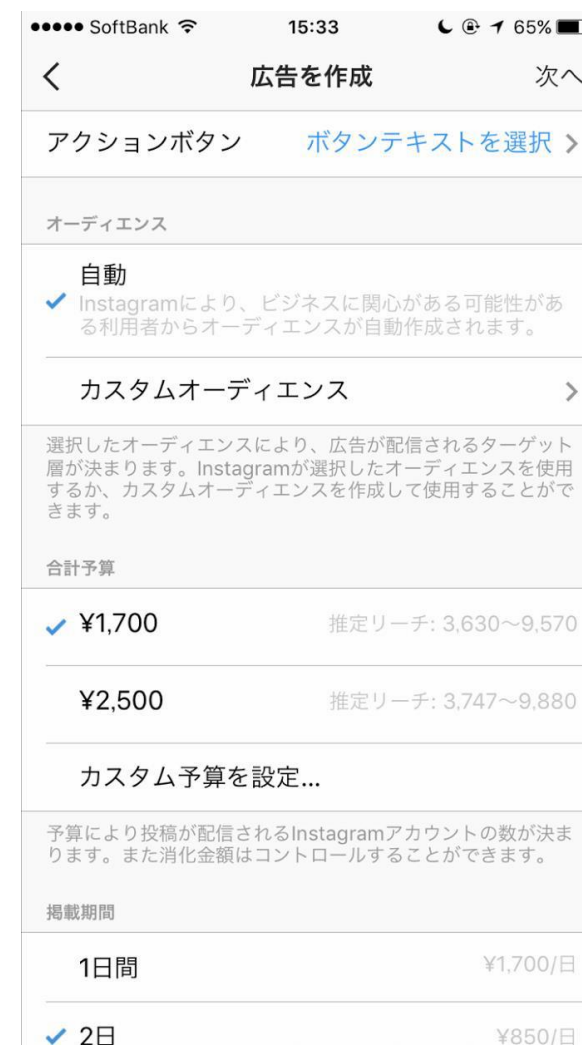 ●●●●● SoftBank 15:33 65%
広告を作成 次へ
アクションボタン ボタンテキストを選択
オーディエンス
自動
Instagramにより、ビジネスに関心がある可能性があ
る利用者からオーディエンスが自動作成されます。
カスタムオーディエンス
選択したオーディエンスにより、広告が配信されるターゲット
層が決まります。Instagramが選択したオーディエンスを使用
するか、カスタムオーディエンスを作成して使用することがで
きます。
合計予算
¥1,700 推定リーチ: 3,630〜9,570
¥2,500 推定リーチ: 3,747〜9,880
カスタム予算を設定...
予算により投稿が配信されるInstagramアカウントの数が決ま
ります。また消化金額はコントロールすることができます。
掲載期間
1日間 ¥1,700/日
2日 ¥850/日